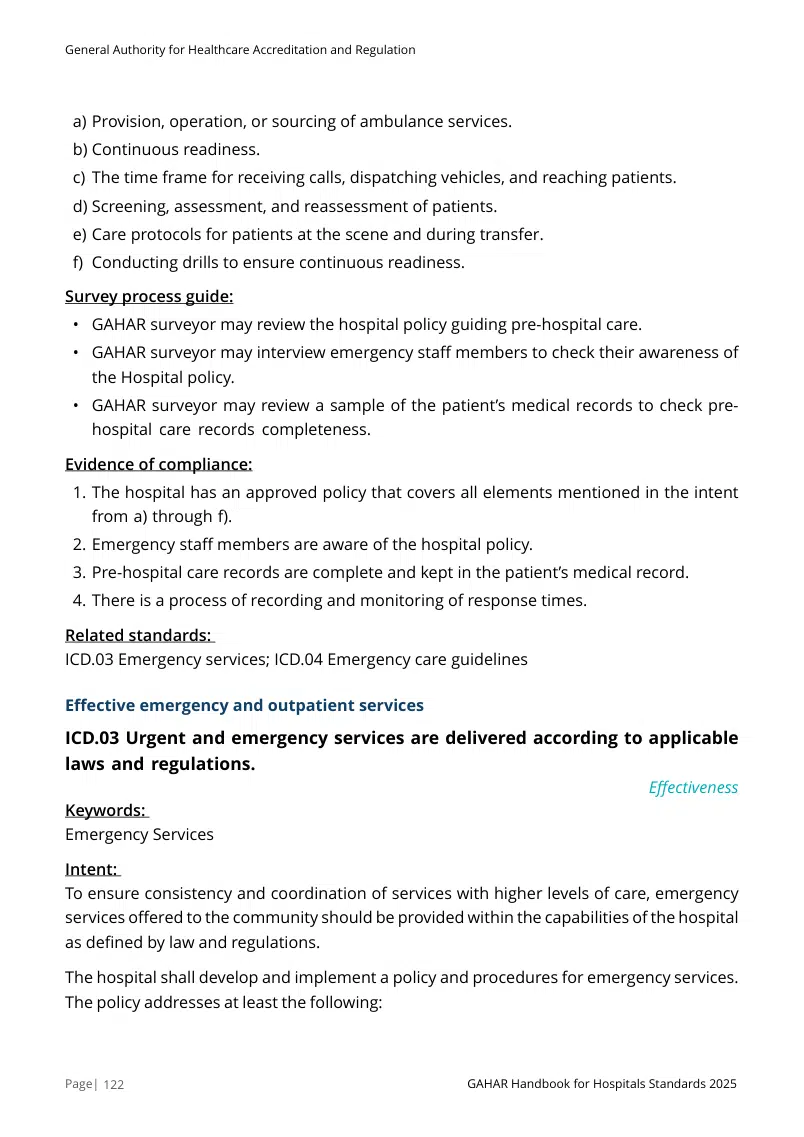 General Authority for Healthcare Accreditation and Regulation
a) Provision, operation, or sourcing of ambulance services.
b) Continuous readiness.
c) The time frame for receiving calls, dispatching vehicles, and reaching patients.
d) Screening, assessment, and reassessment of patients.
e) Care protocols for patients at the scene and during transfer.
f) Conducting drills to ensure continuous readiness.
Survey process guide:
• GAHAR surveyor may review the hospital policy guiding pre-hospital care.
• GAHAR surveyor may interview emergency staff members to check their awareness of
the Hospital policy.
• GAHAR surveyor may review a sample of the patient’s medical records to check pre-
hospital care records completeness.
Evidence of compliance:
1. The hospital has an approved policy that covers all elements mentioned in the intent
from a) through f).
2. Emergency staff members are aware of the hospital policy.
3. Pre-hospital care records are complete and kept in the patient’s medical record.
4. There is a process of recording and monitoring of response times.
Related standards:
ICD.03 Emergency services; ICD.04 Emergency care guidelines
Effective emergency and outpatient services
ICD.03 Urgent and emergency services are delivered according to applicable
laws and regulations.
Effectiveness
Keywords:
Emergency Services
Intent:
To ensure consistency and coordination of services with higher levels of care, emergency
services offered to the community should be provided within the capabilities of the hospital
as defined by law and regulations.
The hospital shall develop and implement a policy and procedures for emergency services.
The policy addresses at least the following:
Page| 122
GAHAR Handbook for Hospitals Standards 2025